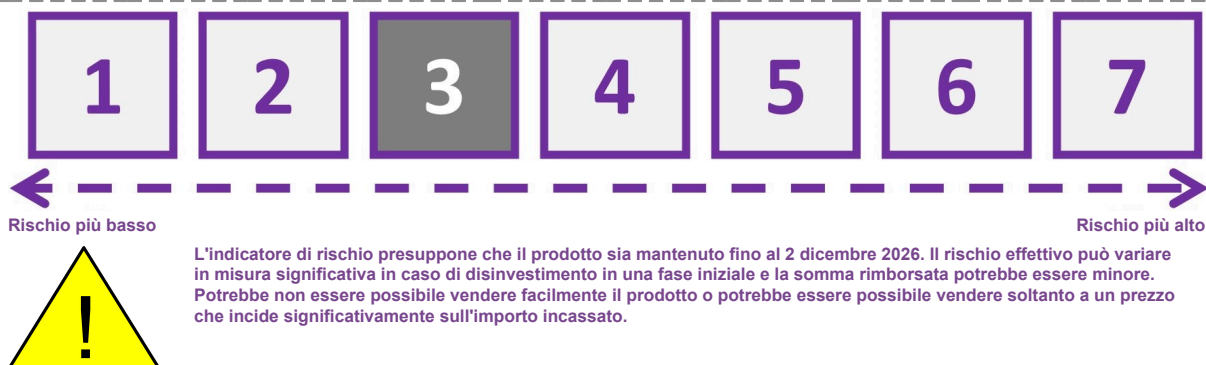 1 2 3 4 5 6 7
Rischio più basso Rischio più alto
L'indicatore di rischio presuppone che il prodotto sia mantenuto fino al 2 dicembre 2026. Il rischio effettivo può variare
in misura significativa in caso di disinvestimento in una fase iniziale e la somma rimborsata potrebbe essere minore.
Potrebbe non essere possibile vendere facilmente il prodotto o potrebbe essere possibile vendere soltanto a un prezzo
che incide significativamente sull'importo incassato.
!